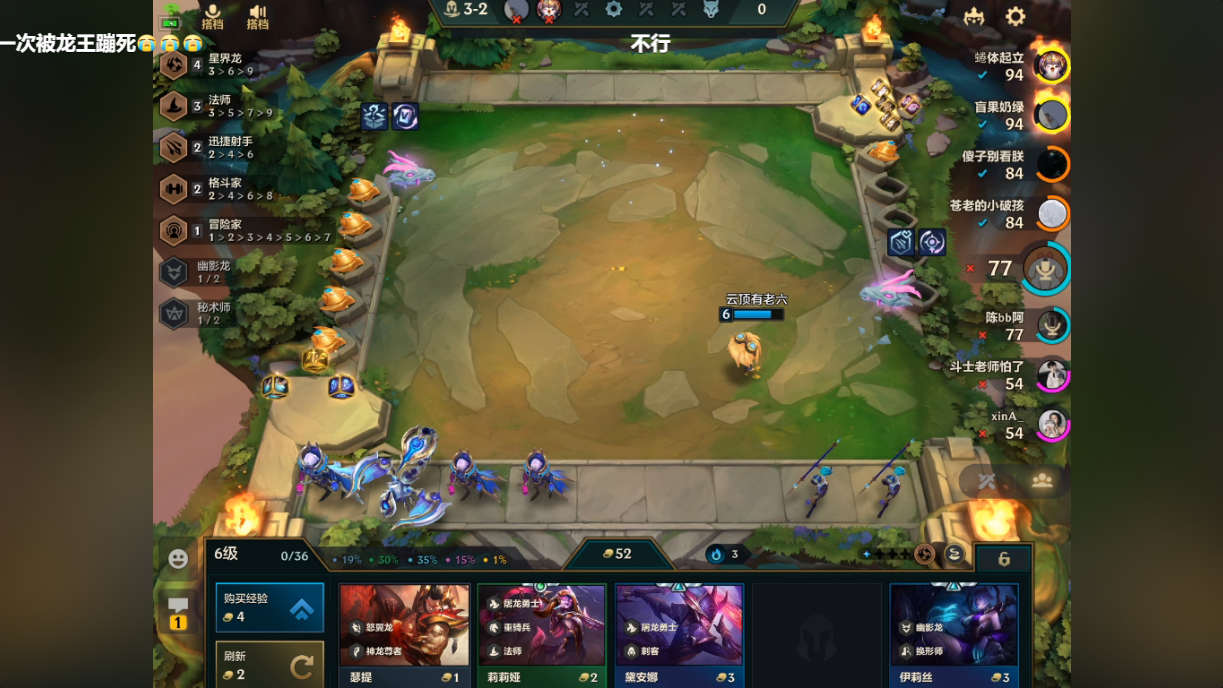 搭档
搭档
3-2
0
一次被龙王蹦死😭😭😭
不行
4
星界龙
3 > 6 > 9
3
法师
3 > 5 > 7 > 9
2
迅捷射手
2 > 4 > 6
2
格斗家
2 > 4 > 6 > 8
1
冒险家
1 > 2 > 3 > 4 > 5 > 6 > 7
幽影龙
1 / 2
秘术师
1 / 2
蜷体起立
94
盲果奶绿
94
傻子别看朕
84
苍老的小破孩
84
77
陈bb阿
77
斗士老师怕了
54
xinA_
54
云顶有老六
6
6级
0/36
19%
30%
35%
15%
1%
52
3
6
1
购买经验
4
刷新
2
怒翼龙
神龙尊者
瑟提
1
屠龙勇士
重骑兵
法师
莉莉娅
2
屠龙勇士
刺客
黛安娜
3
幽影龙
换形师
伊莉丝
3